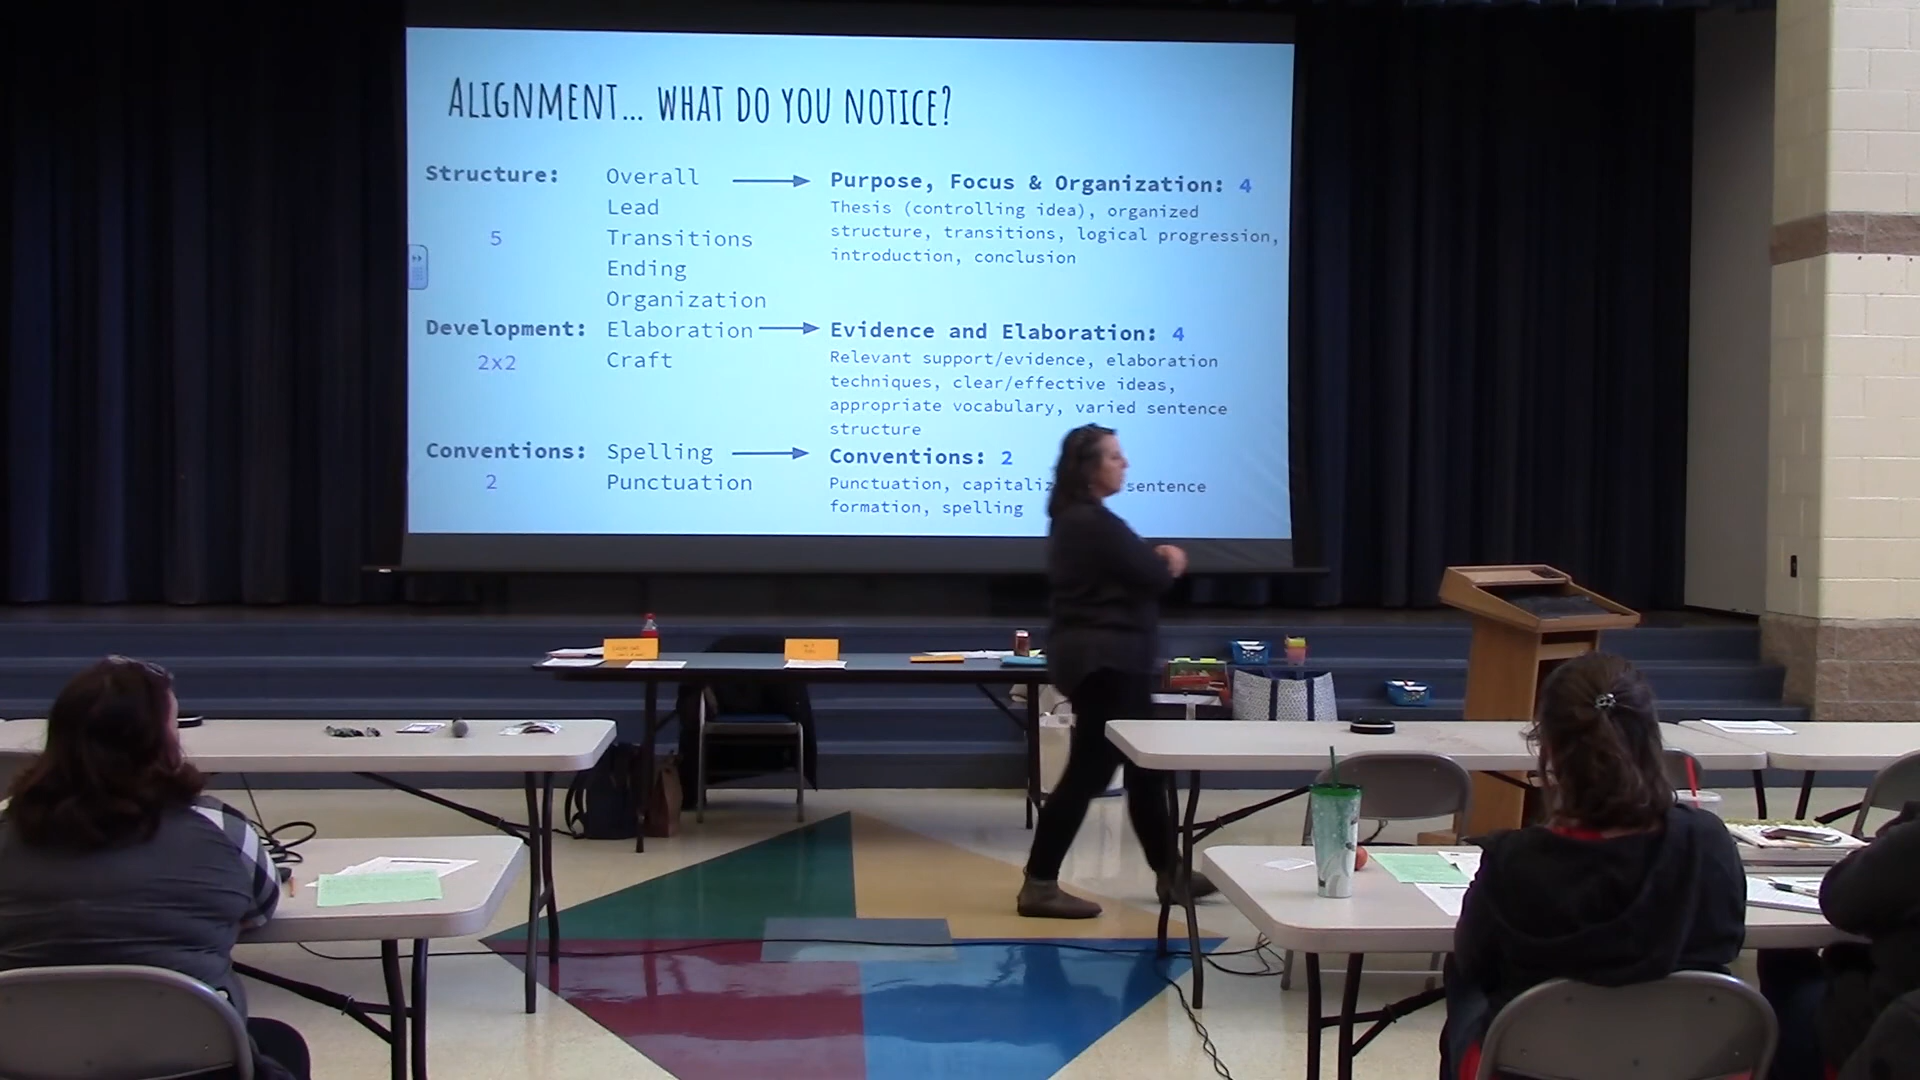 ALIGNMENT... WHAT DO YOU NOTICE?
Structure:
5
Overall
Lead
Transitions
Ending
Organization
Purpose, Focus & Organization: 4
Thesis (controlling idea), organized
structure, transitions, logical progression,
introduction, conclusion
Development:
2x2
Elaboration
Craft
Evidence and Elaboration: 4
Relevant support/evidence, elaboration
techniques, clear/effective ideas,
appropriate vocabulary, varied sentence
structure
Conventions:
2
Spelling
Punctuation
Conventions: 2
Punctuation, sentence
formation, spelling